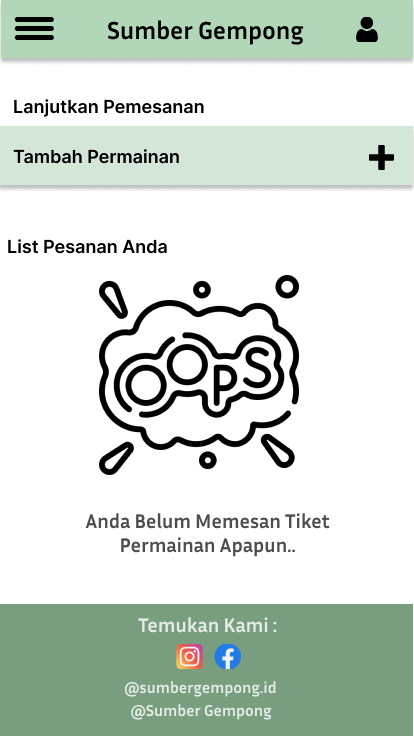 Sumber Gempong
Lanjutkan Pemesanan
Tambah Permainan
List Pesanan Anda
OOPS
Anda Belum Memesan Tiket
Permainan Apapun..
Temukan Kami :
@sumbergempong.id
@Sumber Gempong